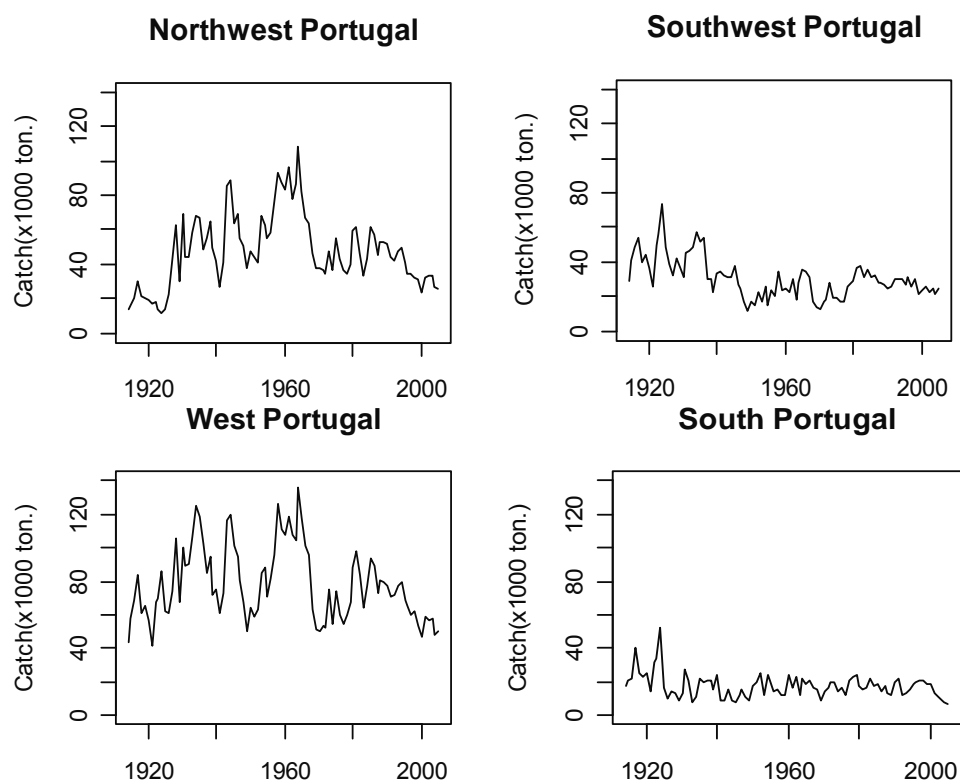 Northwest Portugal
Catch(x1000 ton.)
0 40 80 120
1920 1960 2000
Southwest Portugal
Catch(x1000 ton.)
0 40 80 120
1920 1960 2000
West Portugal
Catch(x1000 ton.)
0 40 80 120
1920 1960 2000
South Portugal
Catch(x1000 ton.)
0 40 80 120
1920 1960 2000